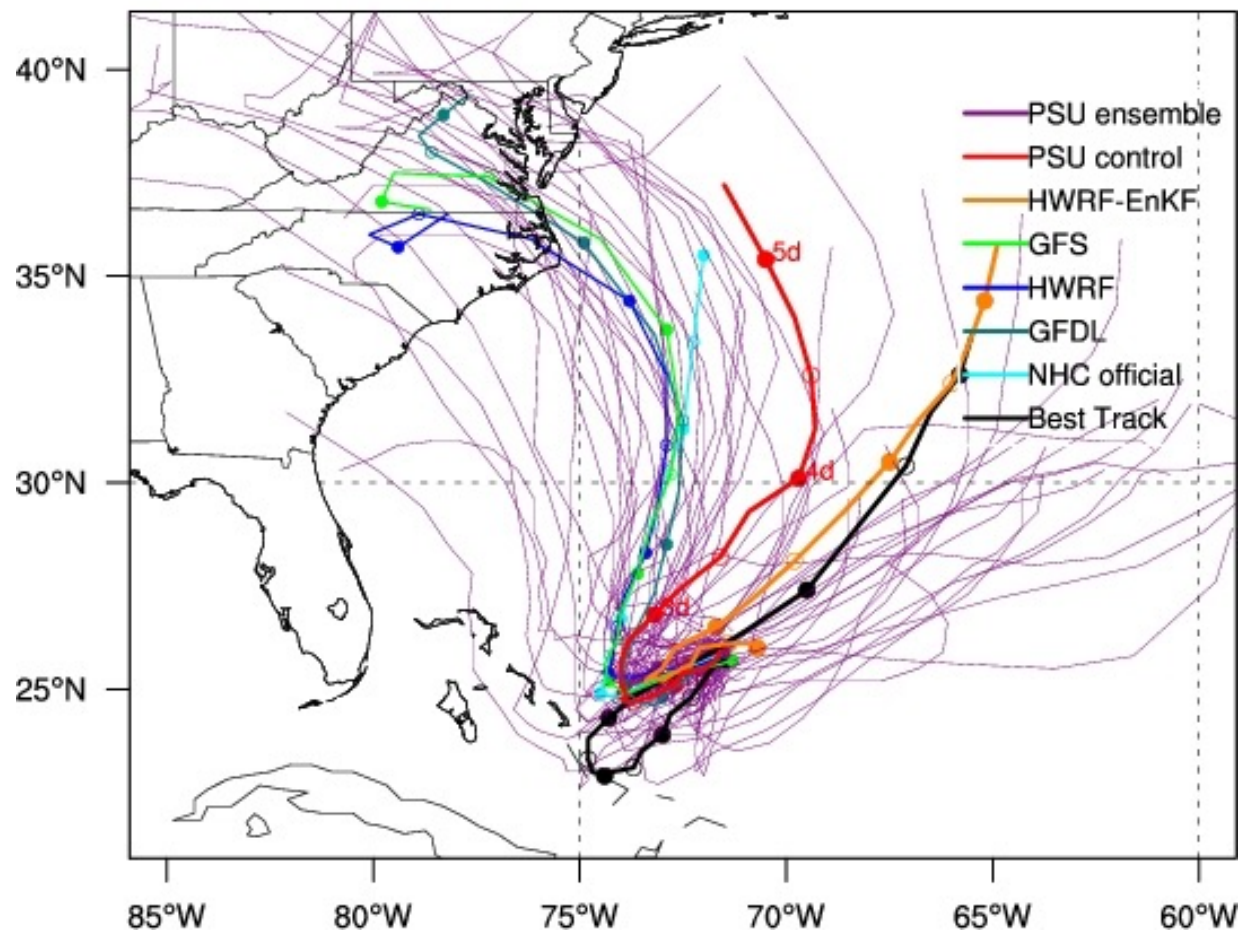 40°N
35°N
30°N
25°N
PSU ensemble
PSU control
HWRF-EnKF
GFS
HWRF
GFDL
NHC official
Best Track
5d
4d
3d
85°W
80°W
75°W
70°W
65°W
60°W